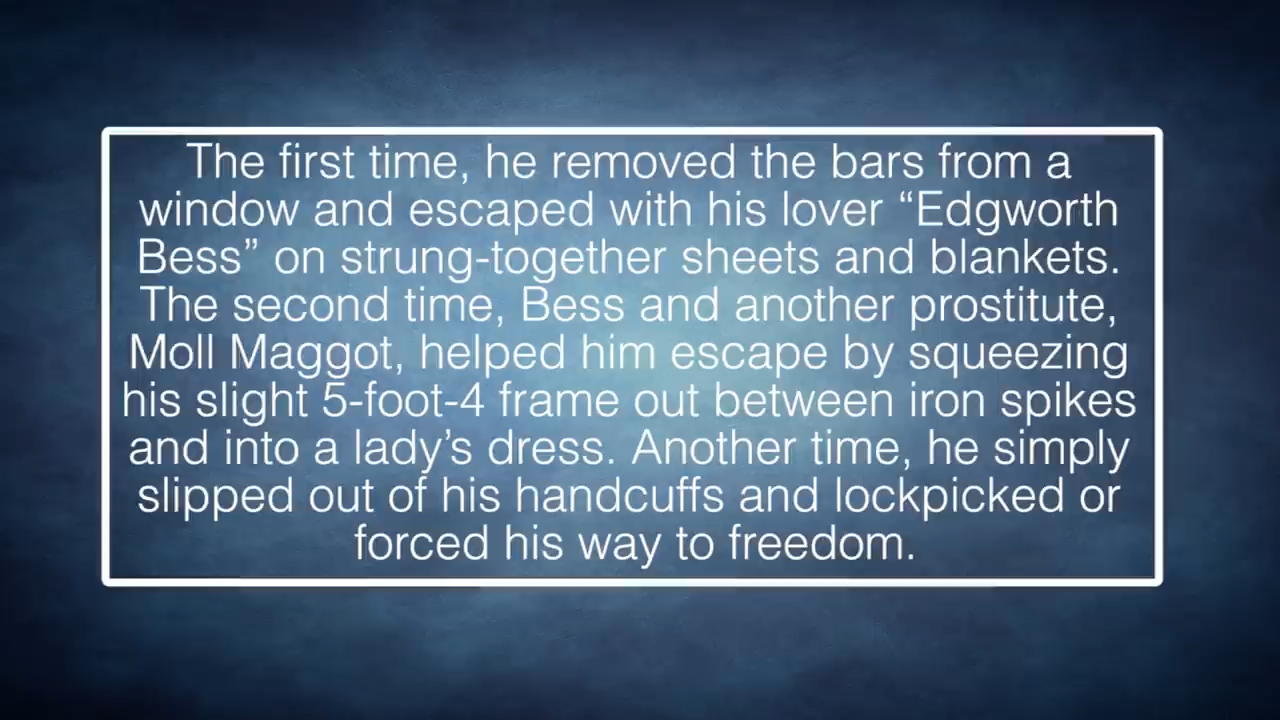 The first time, he removed the bars from a
window and escaped with his lover “Edgworth
Bess” on strung-together sheets and blankets.
The second time, Bess and another prostitute,
Moll Maggot, helped him escape by squeezing
his slight 5-foot-4 frame out between iron spikes
and into a lady’s dress. Another time, he simply
slipped out of his handcuffs and lockpicked or
forced his way to freedom.